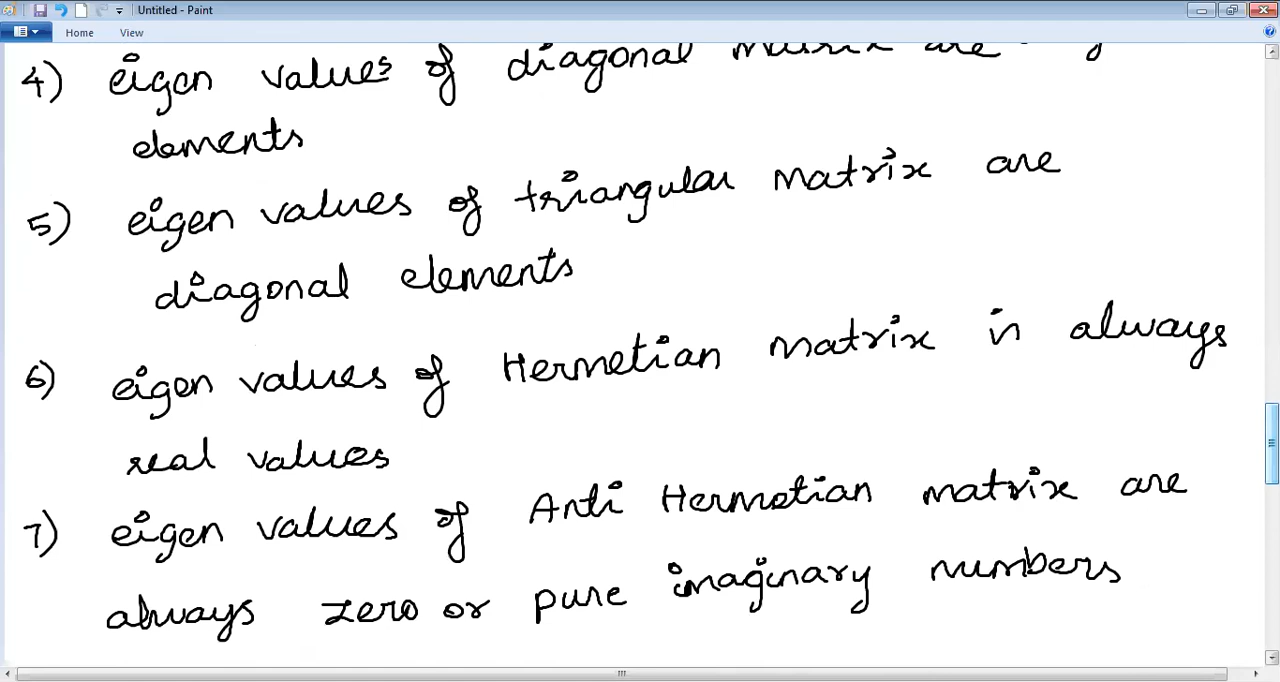 Untitled - Paint
Home View
4) eigen values of diagonal matrix are
elements
5) eigen values of triangular matrix are
diagonal elements
6) eigen values of Hermetian matrix is always
real values
7) eigen values of Anti Hermetian matrix are
always zero or pure imaginary numbers